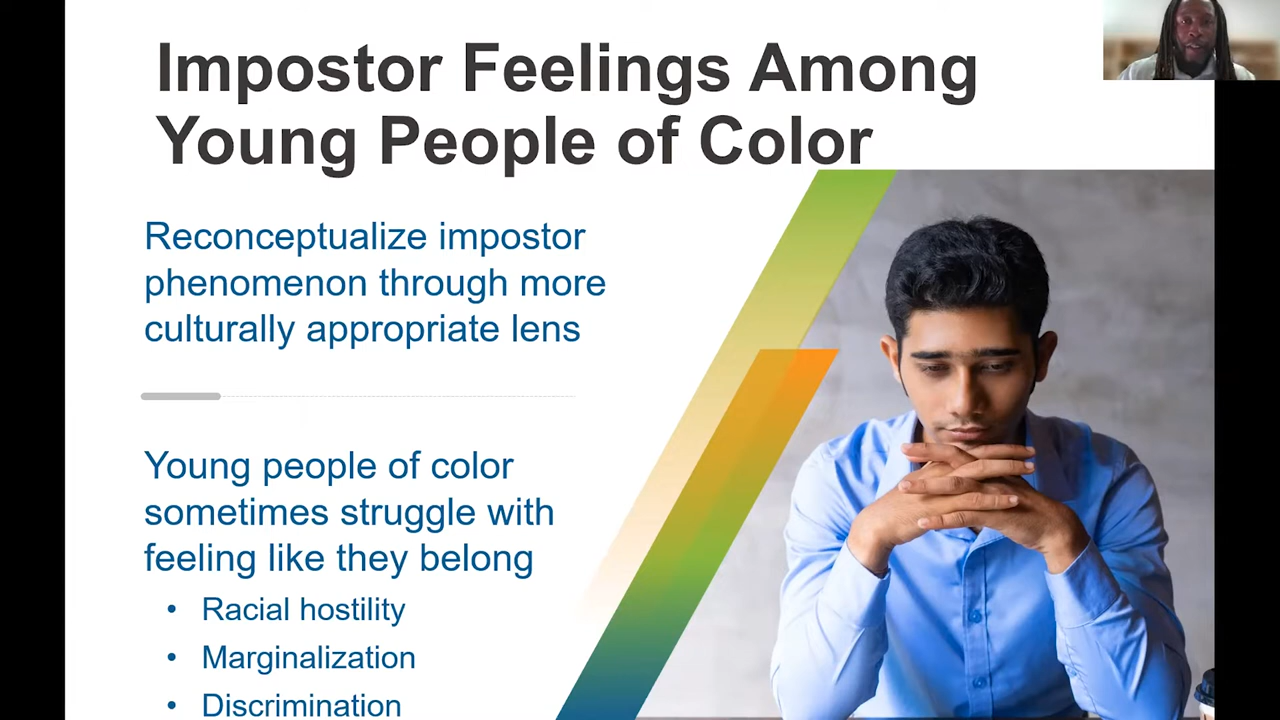 Impostor Feelings Among
Young People of Color
Reconceptualize impostor
phenomenon through more
culturally appropriate lens
Young people of color
sometimes struggle with
feeling like they belong
• Racial hostility
• Marginalization
• Discrimination